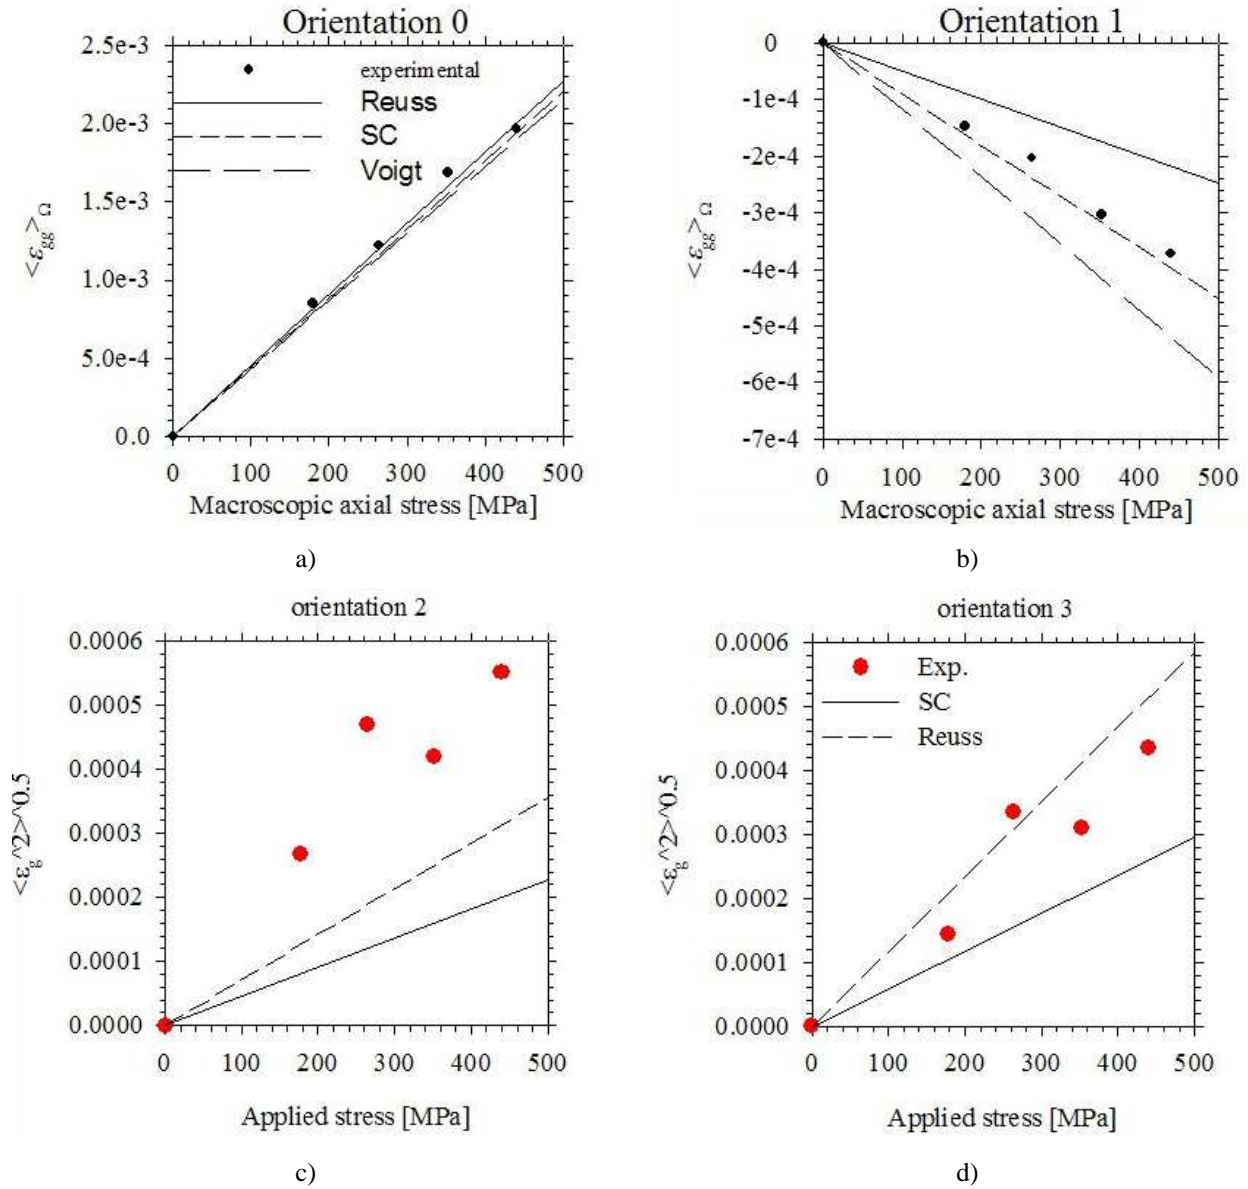 Orientation 0
2.5e-3
2.0e-3
1.5e-3
1.0e-3
5.0e-4
0.0
<ε_gg>_Ω
experimental
Reuss
SC
Voigt
0 100 200 300 400 500
Macroscopic axial stress [MPa]
a)
Orientation 1
0
-1e-4
-2e-4
-3e-4
-4e-4
-5e-4
-6e-4
-7e-4
<ε_gg>_Ω
0 100 200 300 400 500
Macroscopic axial stress [MPa]
b)
orientation 2
0.0006
0.0005
0.0004
0.0003
0.0002
0.0001
0.0000
<ε_g^2>^0.5
0 100 200 300 400 500
Applied stress [MPa]
c)
orientation 3
0.0006
0.0005
0.0004
0.0003
0.0002
0.0001
0.0000
<ε_g^2>^0.5
Exp.
SC
Reuss
0 100 200 300 400 500
Applied stress [MPa]
d)